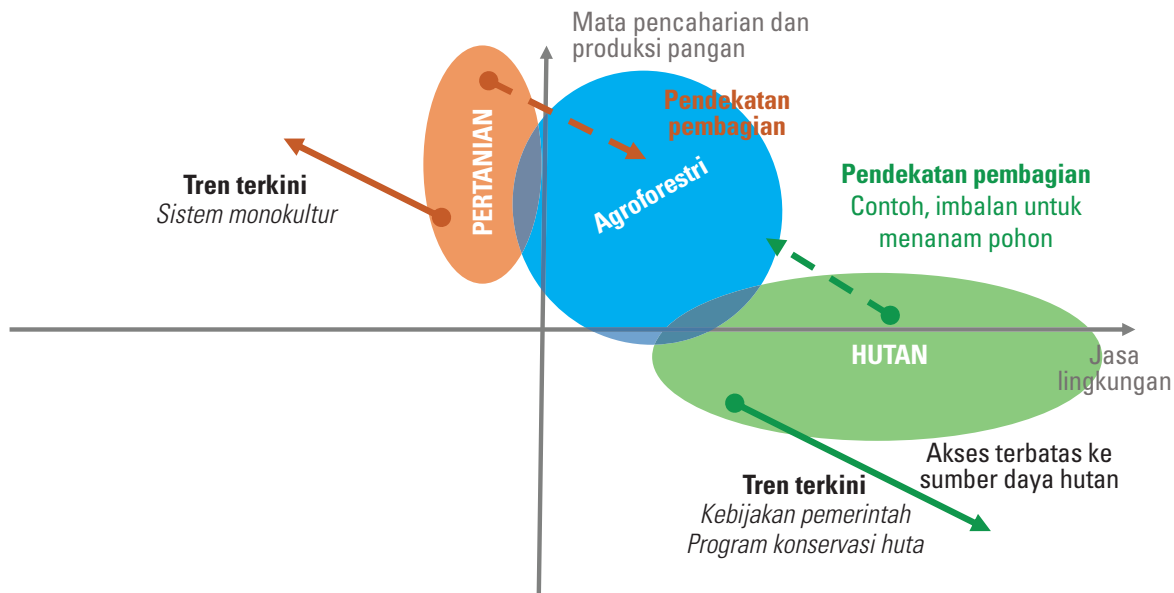 Mata pencaharian dan
produksi pangan
PERTANIAN
Pendekatan
pembagian
Agroforestri
Tren terkini
Sistem monokultur
Pendekatan pembagian
Contoh, imbalan untuk
menanam pohon
HUTAN
Jasa
lingkungan
Akses terbatas ke
sumber daya hutan
Tren terkini
Kebijakan pemerintah
Program konservasi huta